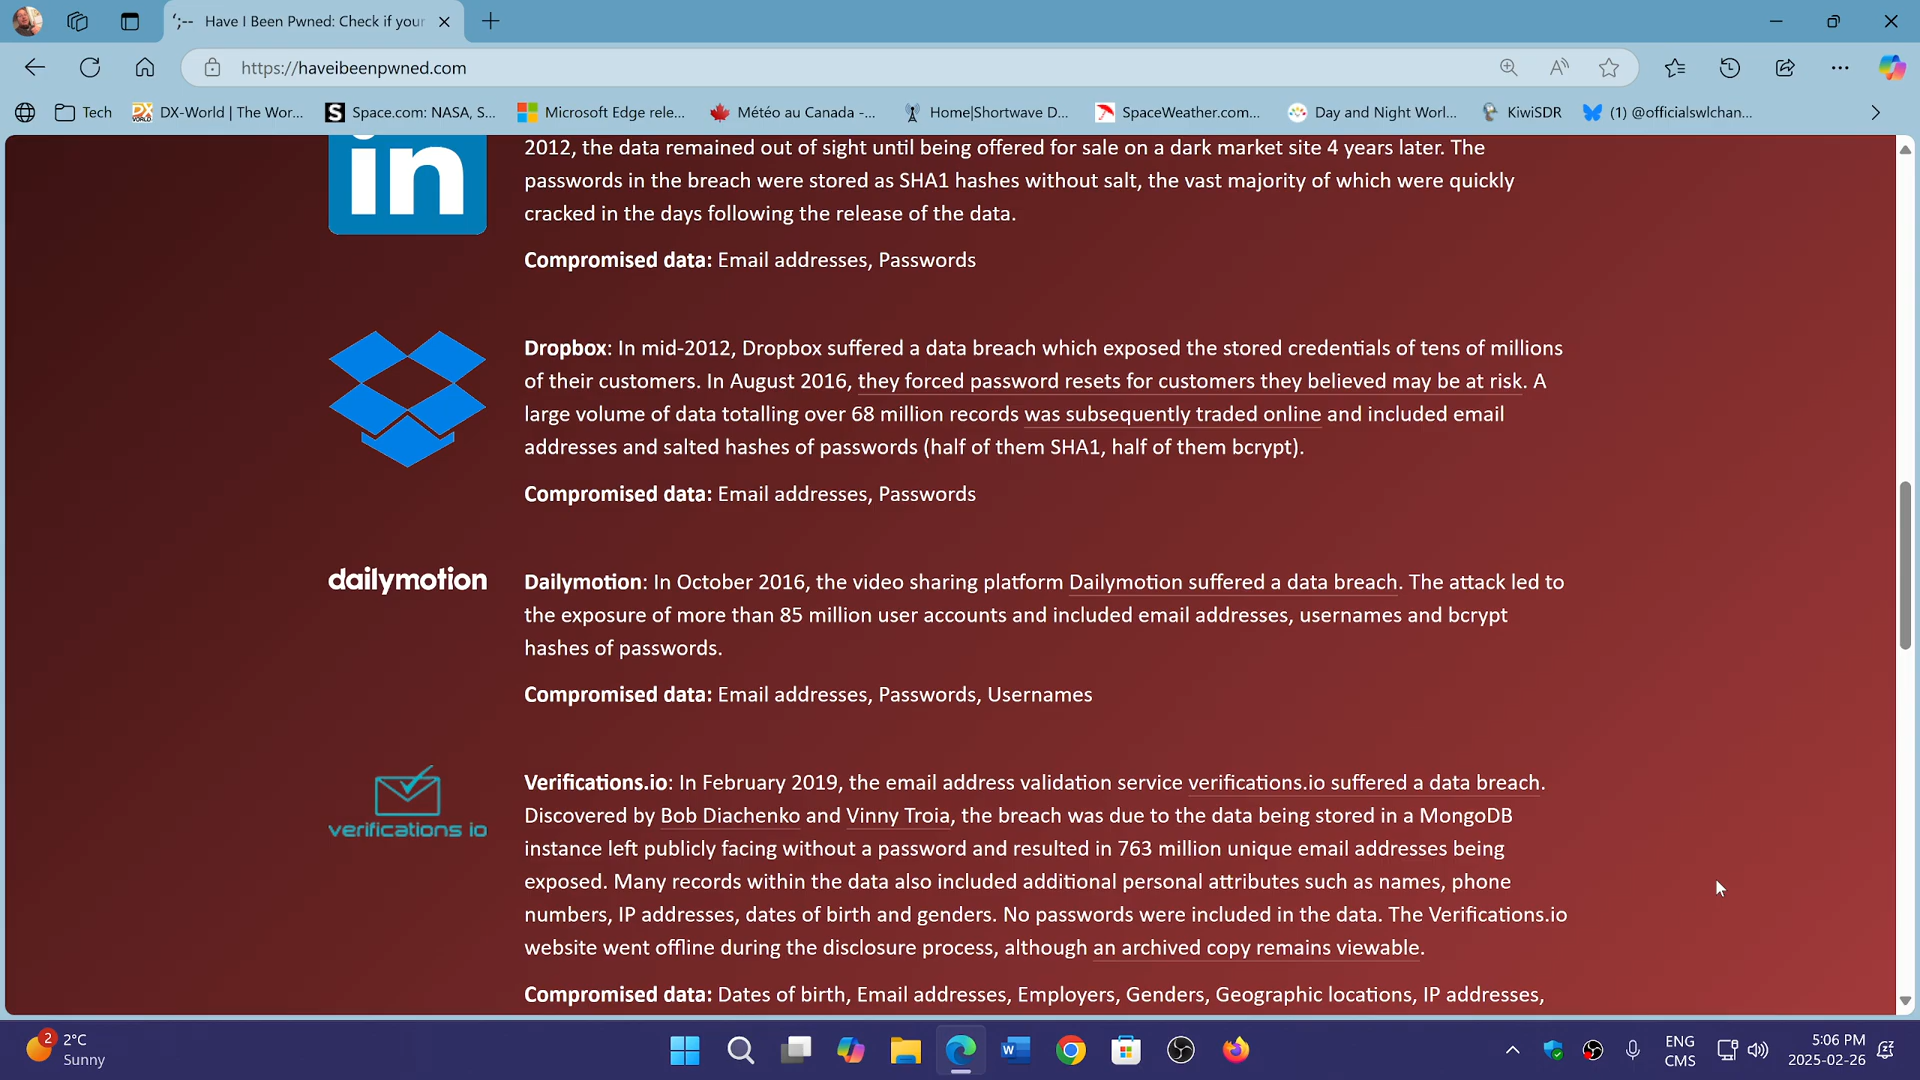 Have I Been Pwned: Check if your
https://haveibeenpwned.com
Tech
DX-World | The Wor...
Space.com: NASA, S...
Microsoft Edge rele...
Météo au Canada -...
Home|Shortwave D...
SpaceWeather.com...
Day and Night Worl...
KiwiSDR
(1) @officialswlchan...
in
2012, the data remained out of sight until being offered for sale on a dark market site 4 years later. The
passwords in the breach were stored as SHA1 hashes without salt, the vast majority of which were quickly
cracked in the days following the release of the data.
Compromised data: Email addresses, Passwords
Dropbox: In mid-2012, Dropbox suffered a data breach which exposed the stored credentials of tens of millions
of their customers. In August 2016, they forced password resets for customers they believed may be at risk. A
large volume of data totalling over 68 million records was subsequently traded online and included email
addresses and salted hashes of passwords (half of them SHA1, half of them bcrypt).
Compromised data: Email addresses, Passwords
dailymotion
Dailymotion: In October 2016, the video sharing platform Dailymotion suffered a data breach. The attack led to
the exposure of more than 85 million user accounts and included email addresses, usernames and bcrypt
hashes of passwords.
Compromised data: Email addresses, Passwords, Usernames
verifications io
Verifications.io: In February 2019, the email address validation service verifications.io suffered a data breach.
Discovered by Bob Diachenko and Vinny Troia, the breach was due to the data being stored in a MongoDB
instance left publicly facing without a password and resulted in 763 million unique email addresses being
exposed. Many records within the data also included additional personal attributes such as names, phone
numbers, IP addresses, dates of birth and genders. No passwords were included in the data. The Verifications.io
website went offline during the disclosure process, although an archived copy remains viewable.
Compromised data: Dates of birth, Email addresses, Employers, Genders, Geographic locations, IP addresses,
2
2°C
Sunny
ENG
CMS
5:06 PM
2025-02-26